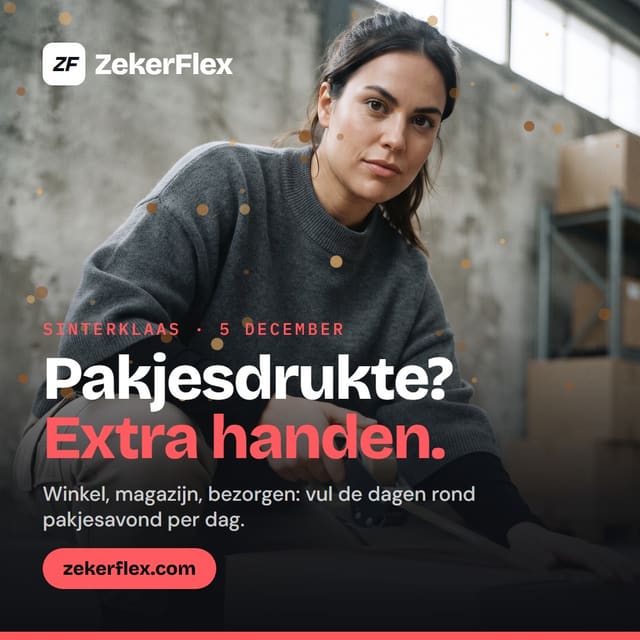 ZF ZekerFlex
SINTERKLAAS · 5 DECEMBER
Pakjesdrukte?
Extra handen.
Winkel, magazijn, bezorgen: vul de dagen rond
pakjesavond per dag.
zekerflex.com